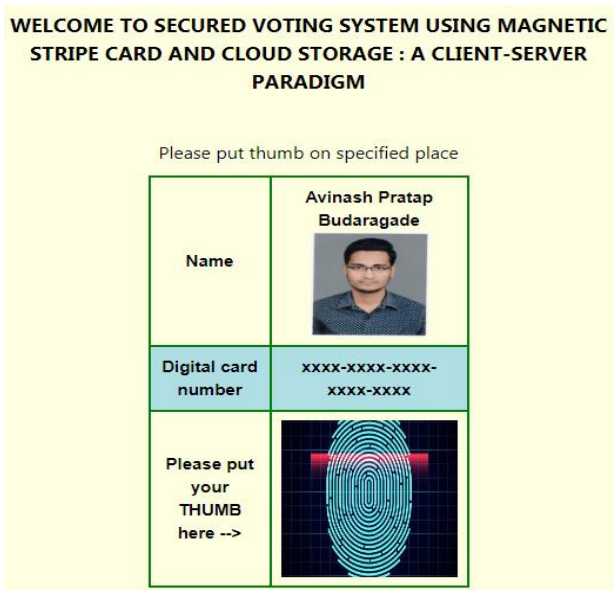 WELCOME TO SECURED VOTING SYSTEM USING MAGNETIC
STRIPE CARD AND CLOUD STORAGE : A CLIENT-SERVER
PARADIGM
Please put thumb on specified place
Name
Avinash Pratap
Budaragade
Digital card
number
xxxx-xxxx-xxxx-
xxxx-xxxx
Please put
your
THUMB
here -->